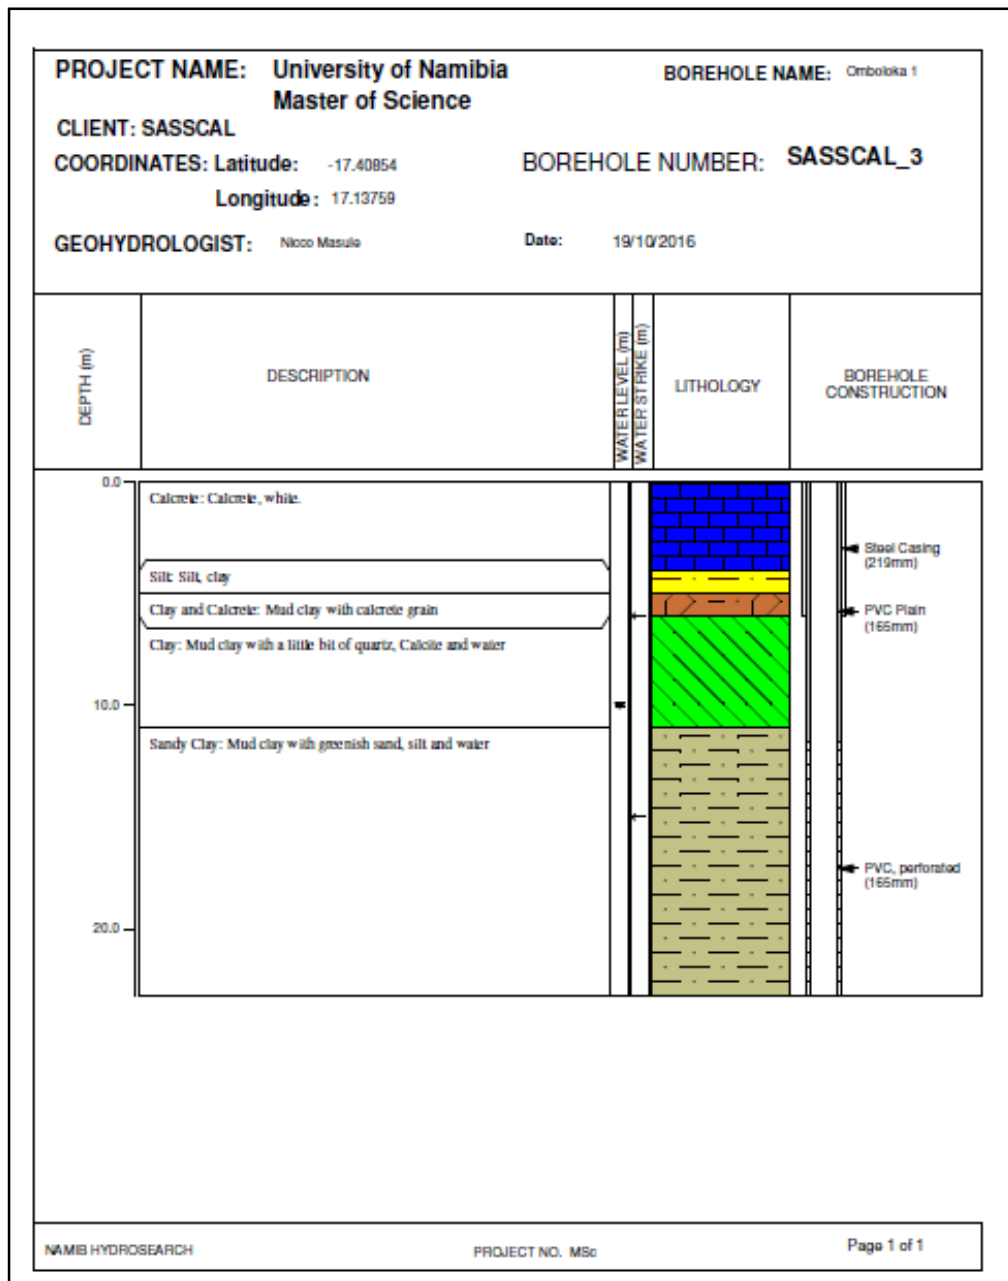 PROJECT NAME: University of Namibia
Master of Science
BOREHOLE NAME: Omboloka 1
CLIENT: SASSCAL
COORDINATES: Latitude: -17.40854
BOREHOLE NUMBER: SASSCAL_3
Longitude: 17.13759
GEOHYDROLOGIST: Nicco Masule
Date: 19/10/2016
DEPTH (m)
DESCRIPTION
WATER LEVEL (m)
WATER STRIKE (m)
LITHOLOGY
BOREHOLE
CONSTRUCTION
0.0
Calcrete: Calcrete, white.
Steel Casing
(219mm)
Silt: Silt, clay
Clay and Calcrete: Mud clay with calcrete grain
PVC Plain
(165mm)
Clay: Mud clay with a little bit of quartz, Calcite and water
10.0
Sandy Clay: Mud clay with greenish sand, silt and water
PVC, perforated
(165mm)
20.0
NAMIB HYDROSEARCH
PROJECT NO. MSc
Page 1 of 1